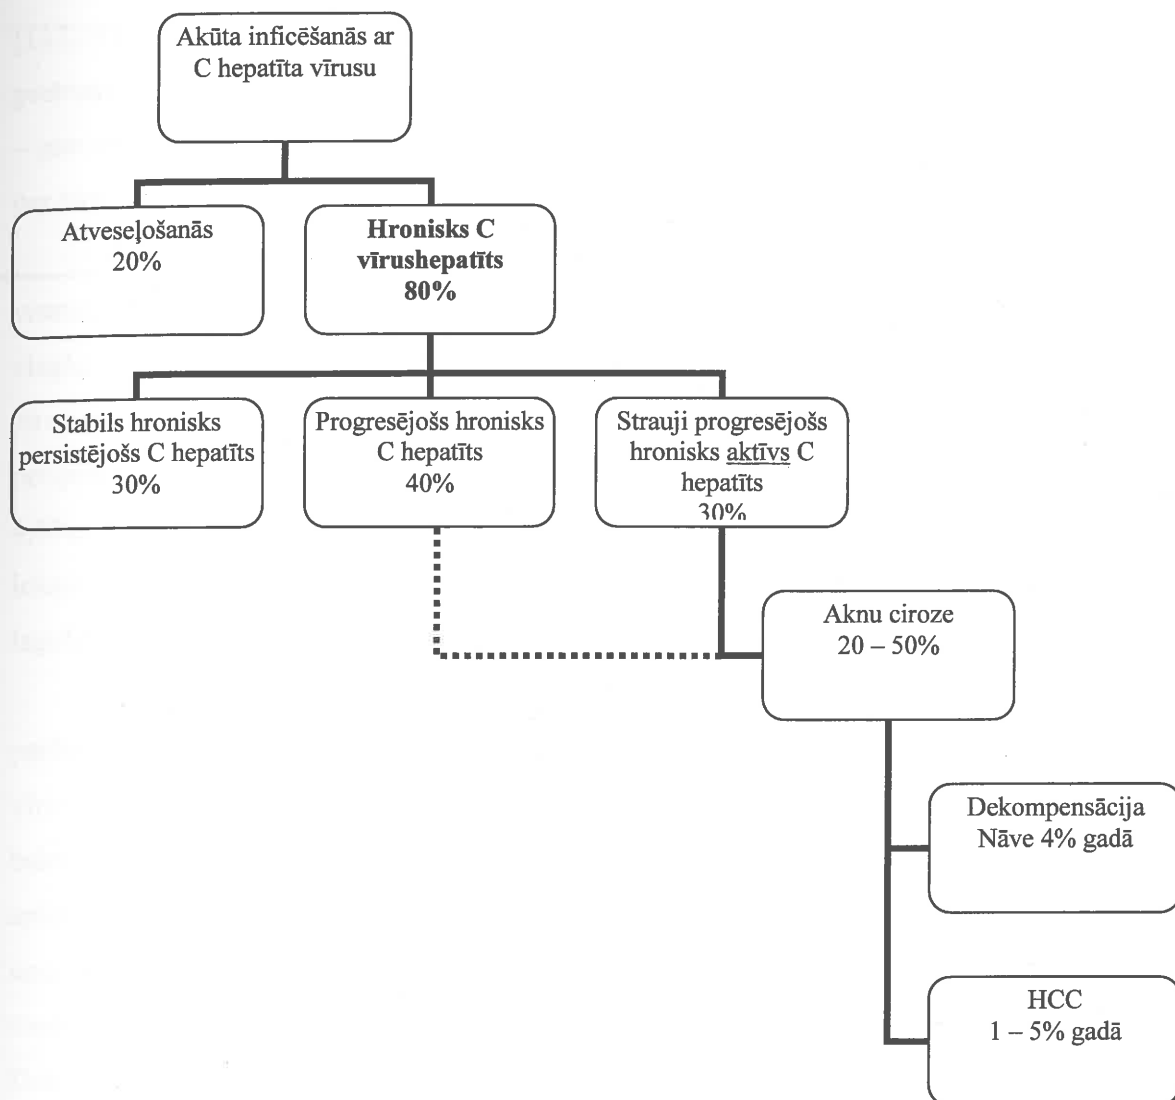 Akūta inficēšanās ar
C hepatīta vīrusu
Atveseļošanās
20%
Hronisks C
vīrushepatīts
80%
Stabils hronisks
persistējošs C hepatīts
30%
Progresējošs hronisks
C hepatīts
40%
Strauji progresējošs
hronisks aktīvs C
hepatīts
30%
Aknu ciroze
20 – 50%
Dekompensācija
Nāve 4% gadā
HCC
1 – 5% gadā